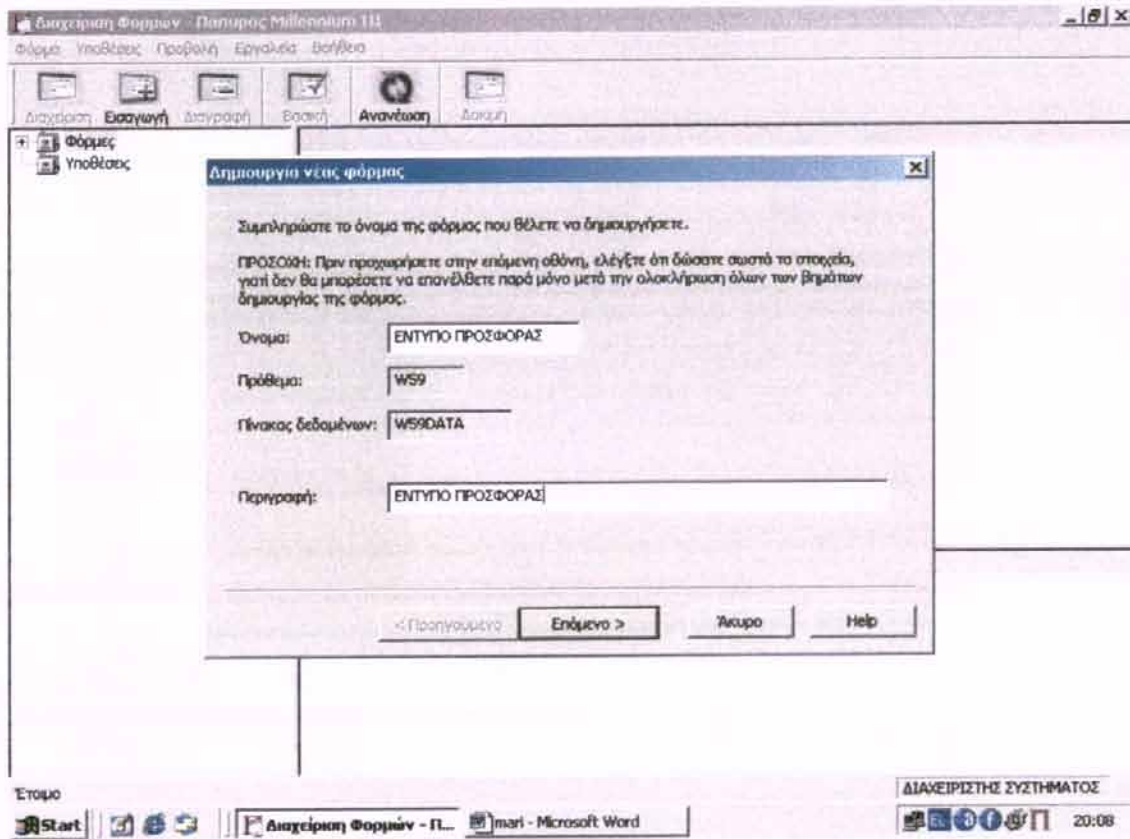 Διαχείριση Φορμών - Πάπυρος Millennium III
Φόρμα Υποθέσεις Προβολή Εργαλεία Βοήθεια
Διαχείριση Εισαγωγή Διαγραφή Βασική Ανανέωση Δοκιμή
Φόρμες
Υποθέσεις
Δημιουργία νέας φόρμας
Συμπληρώστε το όνομα της φόρμας που θέλετε να δημιουργήσετε.
ΠΡΟΣΟΧΗ: Πριν προχωρήσετε στην επόμενη οθόνη, ελέγξτε ότι δώσατε σωστά τα στοιχεία,
γιατί δεν θα μπορέσετε να επανέλθετε παρά μόνο μετά την ολοκλήρωση όλων των βημάτων
δημιουργίας της φόρμας.
Όνομα: ΕΝΤΥΠΟ ΠΡΟΣΦΟΡΑΣ
Πρόθεμα: W59
Πίνακας δεδομένων: W59DATA
Περιγραφή: ΕΝΤΥΠΟ ΠΡΟΣΦΟΡΑΣ
< Προηγούμενο Επόμενο > Άκυρο Help
Έτοιμο ΔΙΑΧΕΙΡΙΣΤΗΣ ΣΥΣΤΗΜΑΤΟΣ
Start Διαχείριση Φορμών - Π... mari - Microsoft Word 20:08